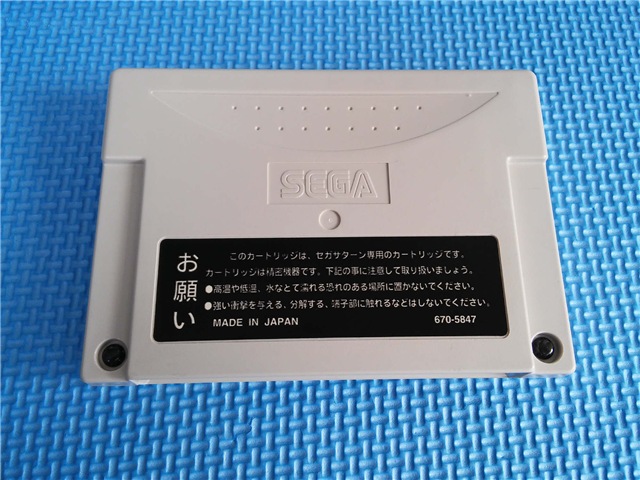 SEGA
お願い
このカートリッジは、セガサターン専用のカートリッジです。
カートリッジは精密機器です。下記の事に注意して取り扱いましょう。
●高温や低温、水などで濡れる恐れのある場所に置かないでください。
●強い衝撃を与える、分解する、端子部に触れるなどはしないでください。
MADE IN JAPAN 670-5847